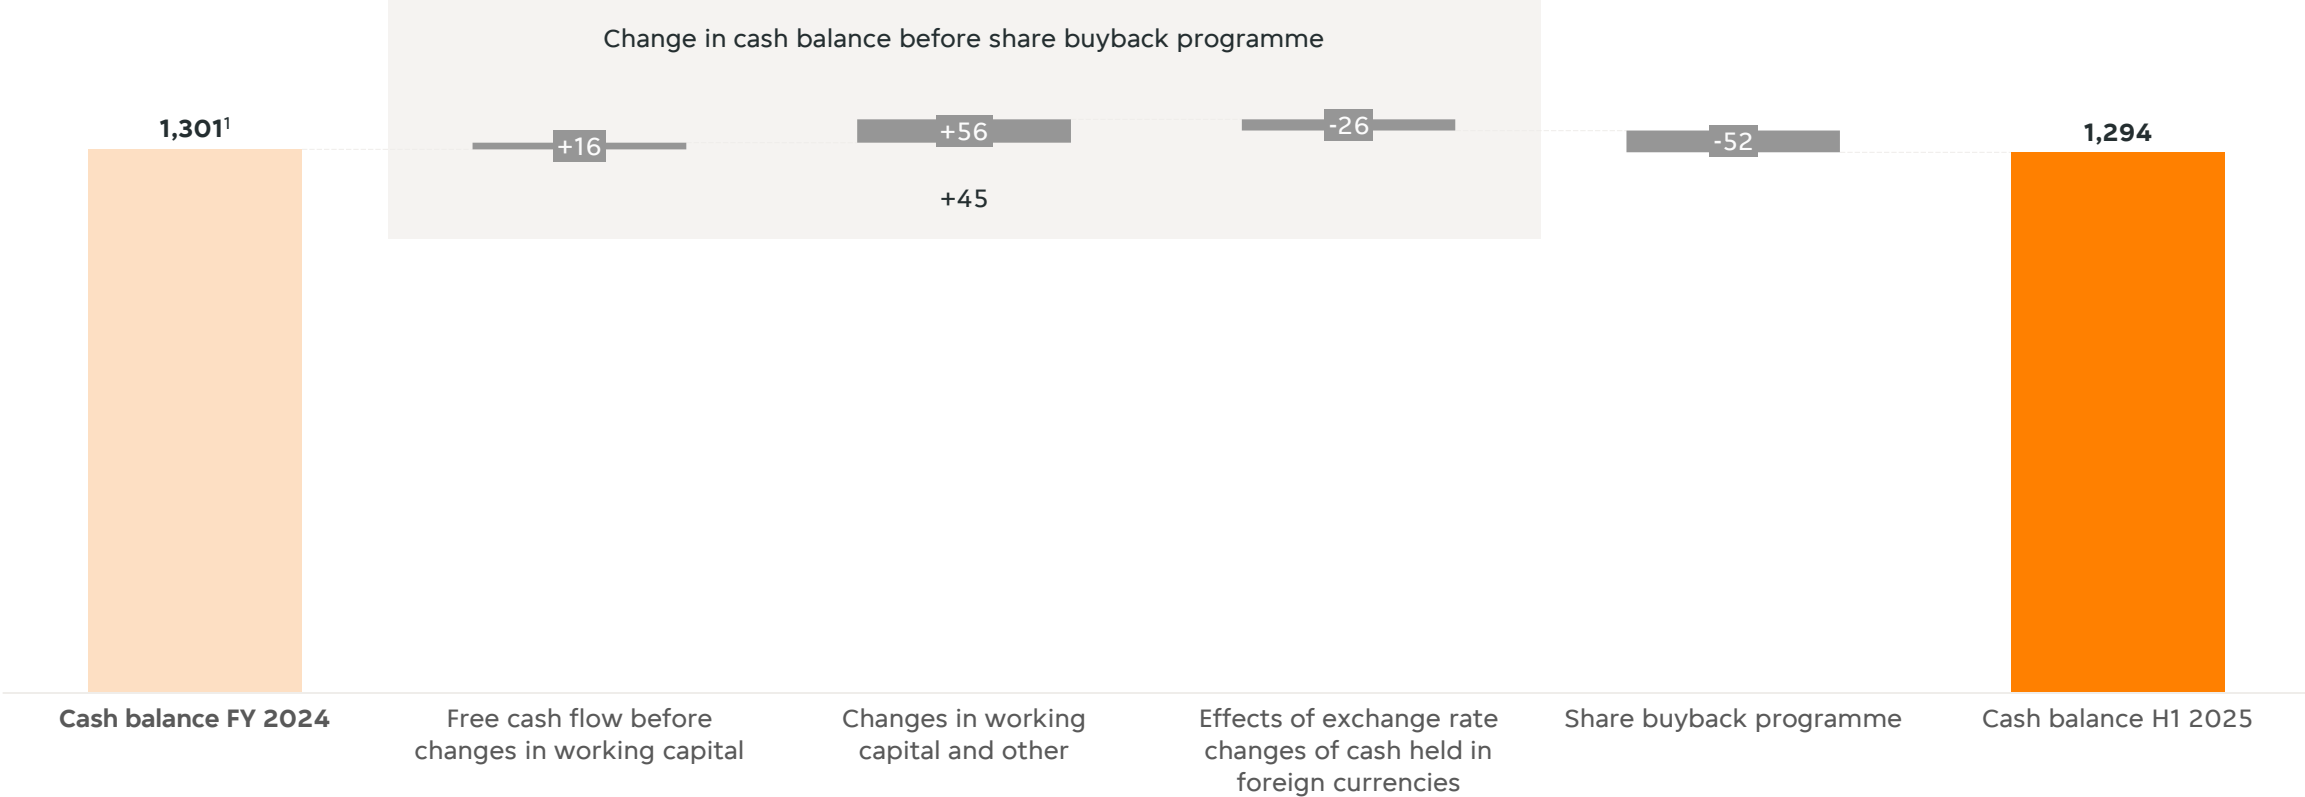 Change in cash balance before share buyback programme
1,301¹
+16
+56
-26
-52
1,294
+45
Cash balance FY 2024
Free cash flow before
changes in working capital
Changes in working
capital and other
Effects of exchange rate
changes of cash held in
foreign currencies
Share buyback programme
Cash balance H1 2025